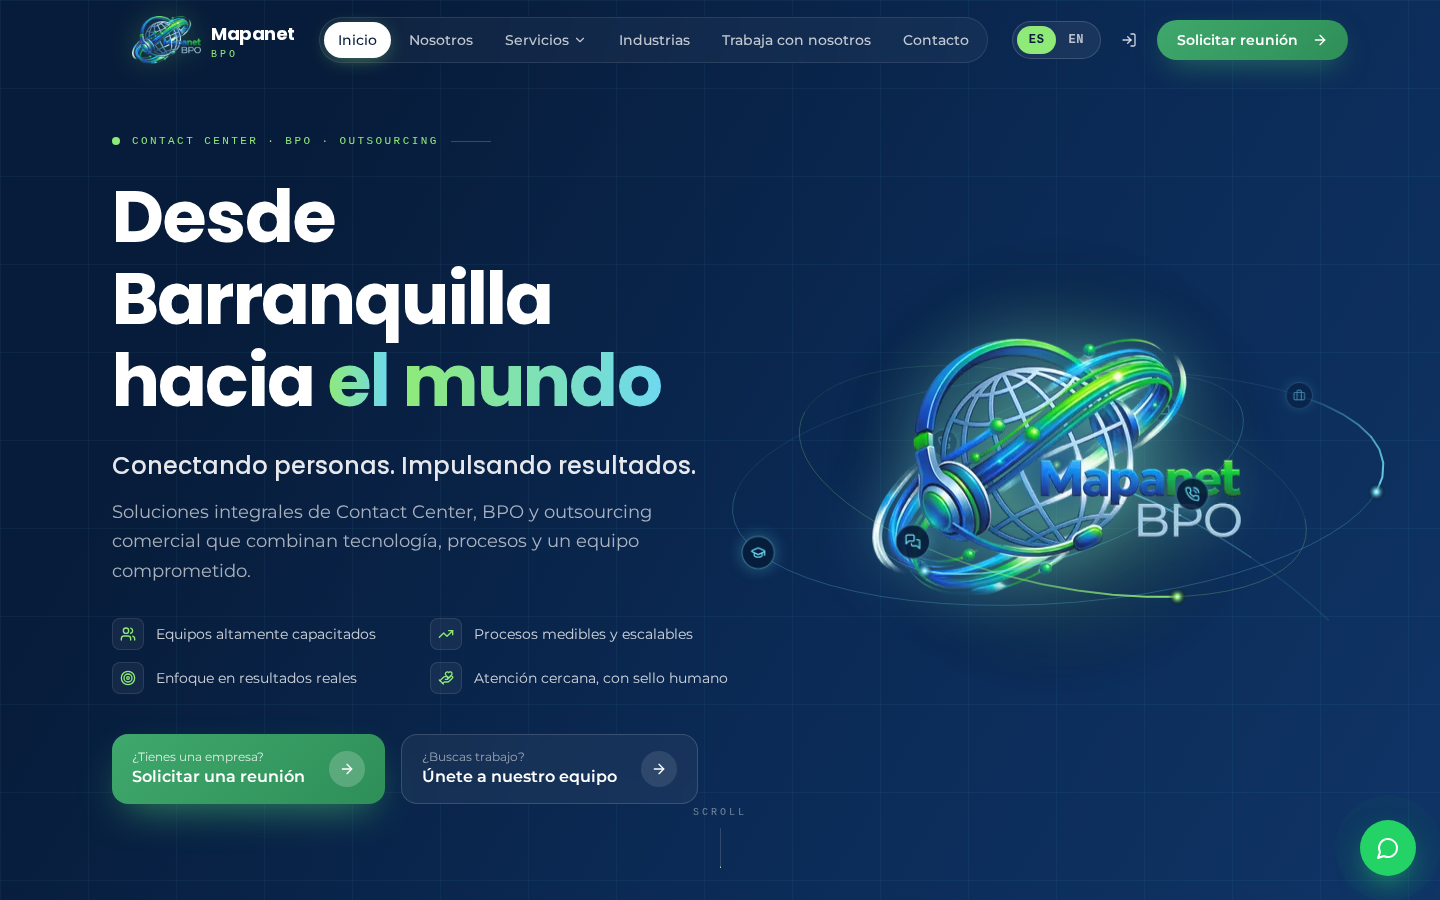 Mapanet
BPO
Inicio
Nosotros
Servicios
Industrias
Trabaja con nosotros
Contacto
ES
EN
Solicitar reunión
CONTACT CENTER · BPO · OUTSOURCING
Desde
Barranquilla
hacia el mundo
Conectando personas. Impulsando resultados.
Soluciones integrales de Contact Center, BPO y outsourcing
comercial que combinan tecnología, procesos y un equipo
comprometido.
Equipos altamente capacitados
Procesos medibles y escalables
Enfoque en resultados reales
Atención cercana, con sello humano
¿Tienes una empresa?
Solicitar una reunión
¿Buscas trabajo?
Únete a nuestro equipo
SCROLL
Mapanet
BPO